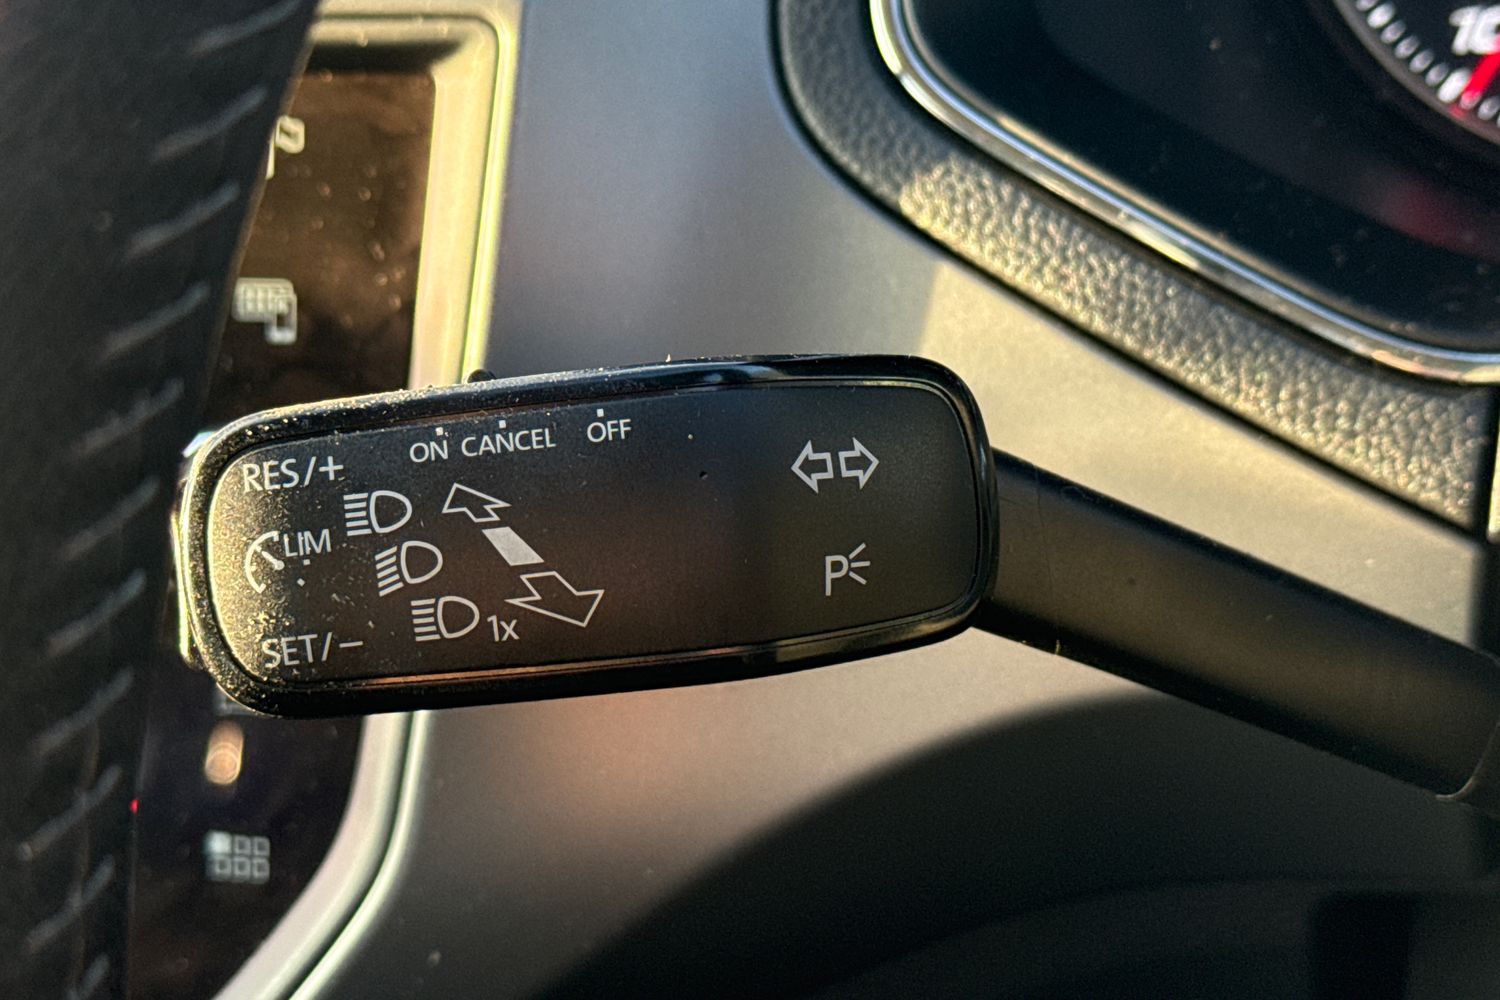 ON CANCEL OFF
RES/+
LIM
SET/–
1x
P